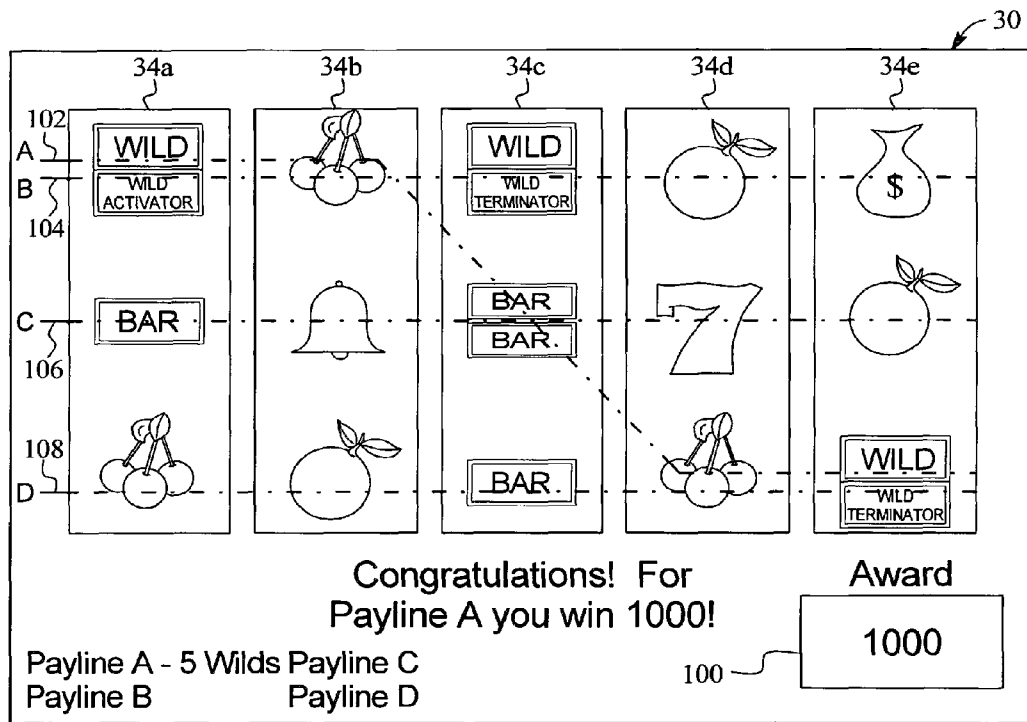 30
34a 34b 34c 34d 34e
102
A WILD WILD
B WILD ACTIVATOR WILD TERMINATOR $
104
BAR
C BAR 7
BAR
106
108
WILD
D BAR WILD TERMINATOR
Congratulations! For Award
Payline A you win 1000!
1000
100
Payline A - 5 Wilds Payline C
Payline B Payline D